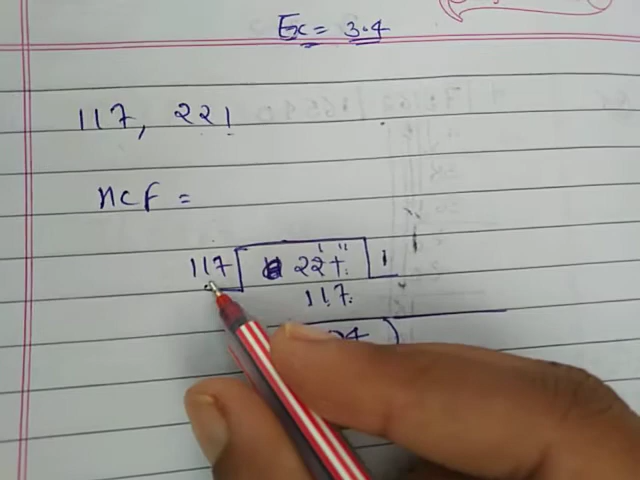 Ex = 3.4
117, 221
HCF =
117 221 1
117